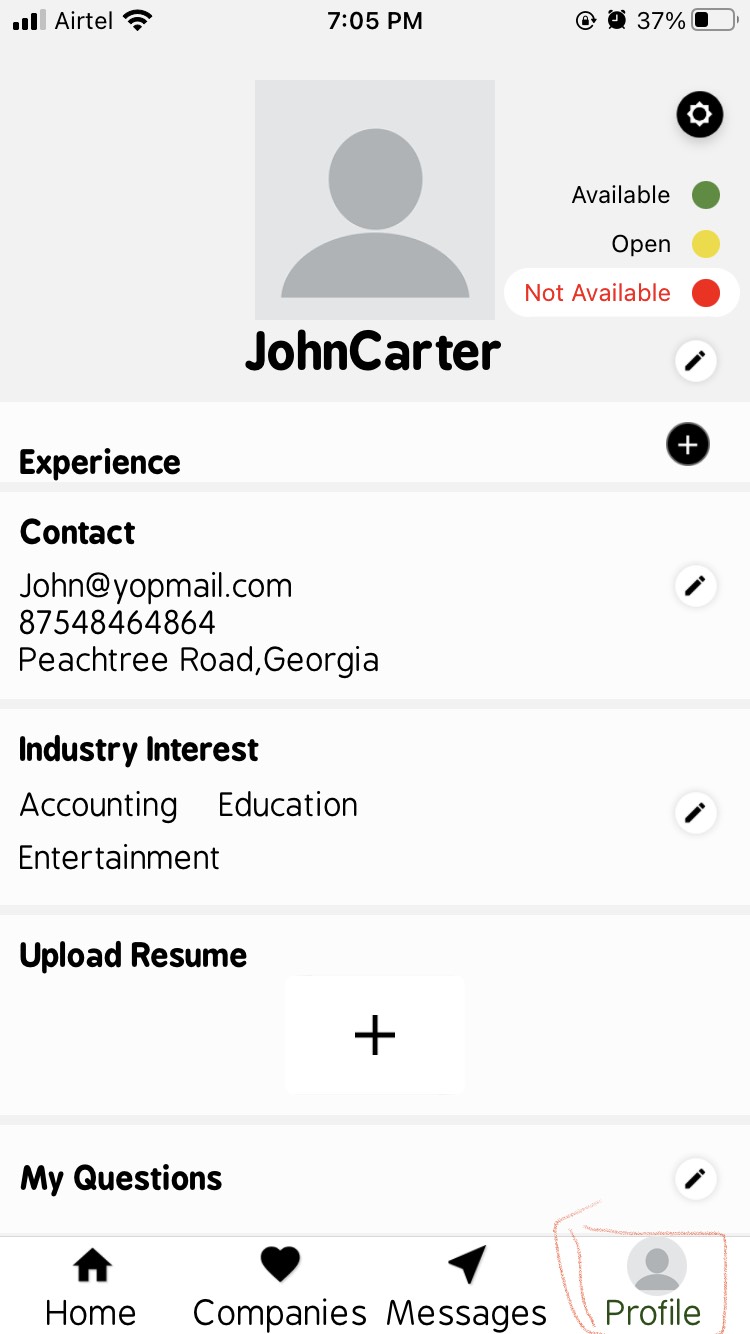 Airtel 7:05 PM 37%
Available
Open
Not Available
JohnCarter
Experience
Contact
John@yopmail.com
87548464864
Peachtree Road,Georgia
Industry Interest
Accounting Education
Entertainment
Upload Resume
My Questions
Home Companies Messages Profile